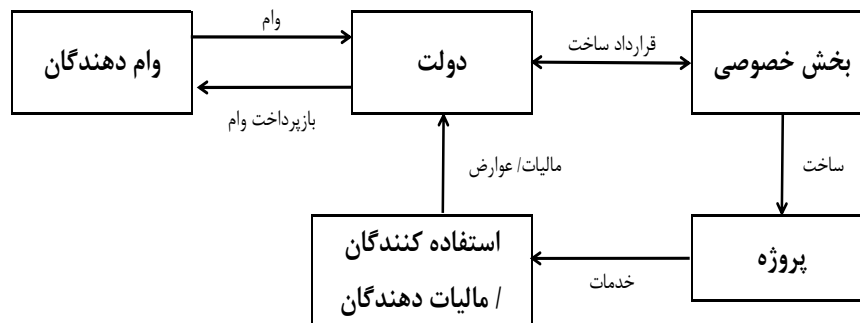 وام
بخش خصوصی
قرارداد ساخت
دولت
وام دهندگان
بازپرداخت وام
ساخت
مالیات/ عوارض
پروژه
خدمات
استفاده کنندگان
/ مالیات دهندگان